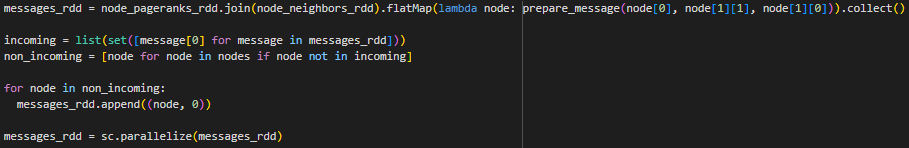 messages_rdd = node_pageranks_rdd.join(node_neighbors_rdd).flatMap(lambda node: prepare_message(node[0], node[1][1], node[1][0])).collect()
incoming = list(set([message[0] for message in messages_rdd]))
non_incoming = [node for node in nodes if node not in incoming]
for node in non_incoming:
  messages_rdd.append((node, 0))
messages_rdd = sc.parallelize(messages_rdd)